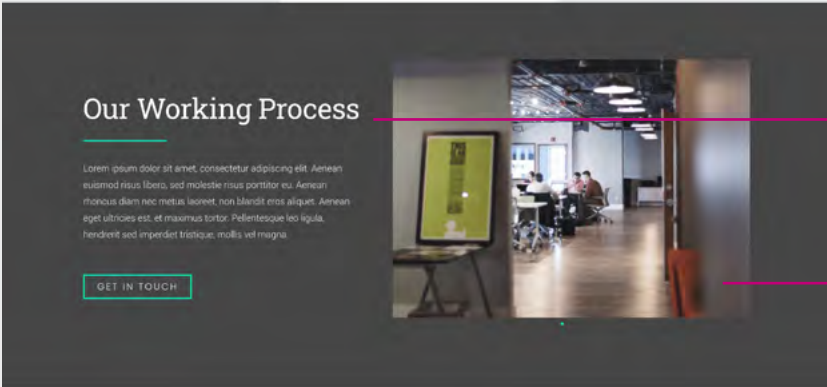 Our Working Process
Lorem ipsum dolor sit amet, consectetur adipiscing elit. Aenean
euismod risus libero, sed molestie risus porttitor eu. Aenean
rhoncus diam nec metus laoreet, non blandit eros aliquet. Aenean
eget ultricies est, et maximus tortor. Pellentesque leo ligula,
hendrerit sed imperdiet tristique, mollis vel magna.
GET IN TOUCH